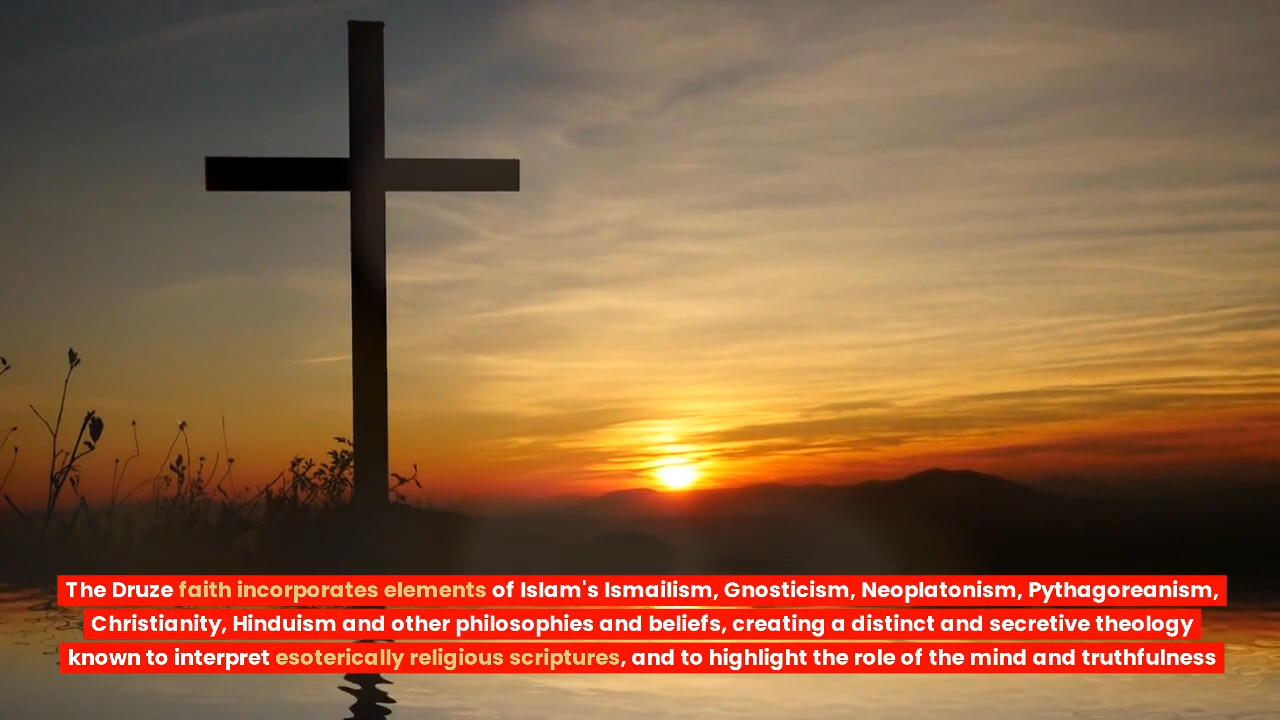 The Druze faith incorporates elements of Islam's Ismailism, Gnosticism, Neoplatonism, Pythagoreanism,
Christianity, Hinduism and other philosophies and beliefs, creating a distinct and secretive theology
known to interpret esoterically religious scriptures, and to highlight the role of the mind and truthfulness